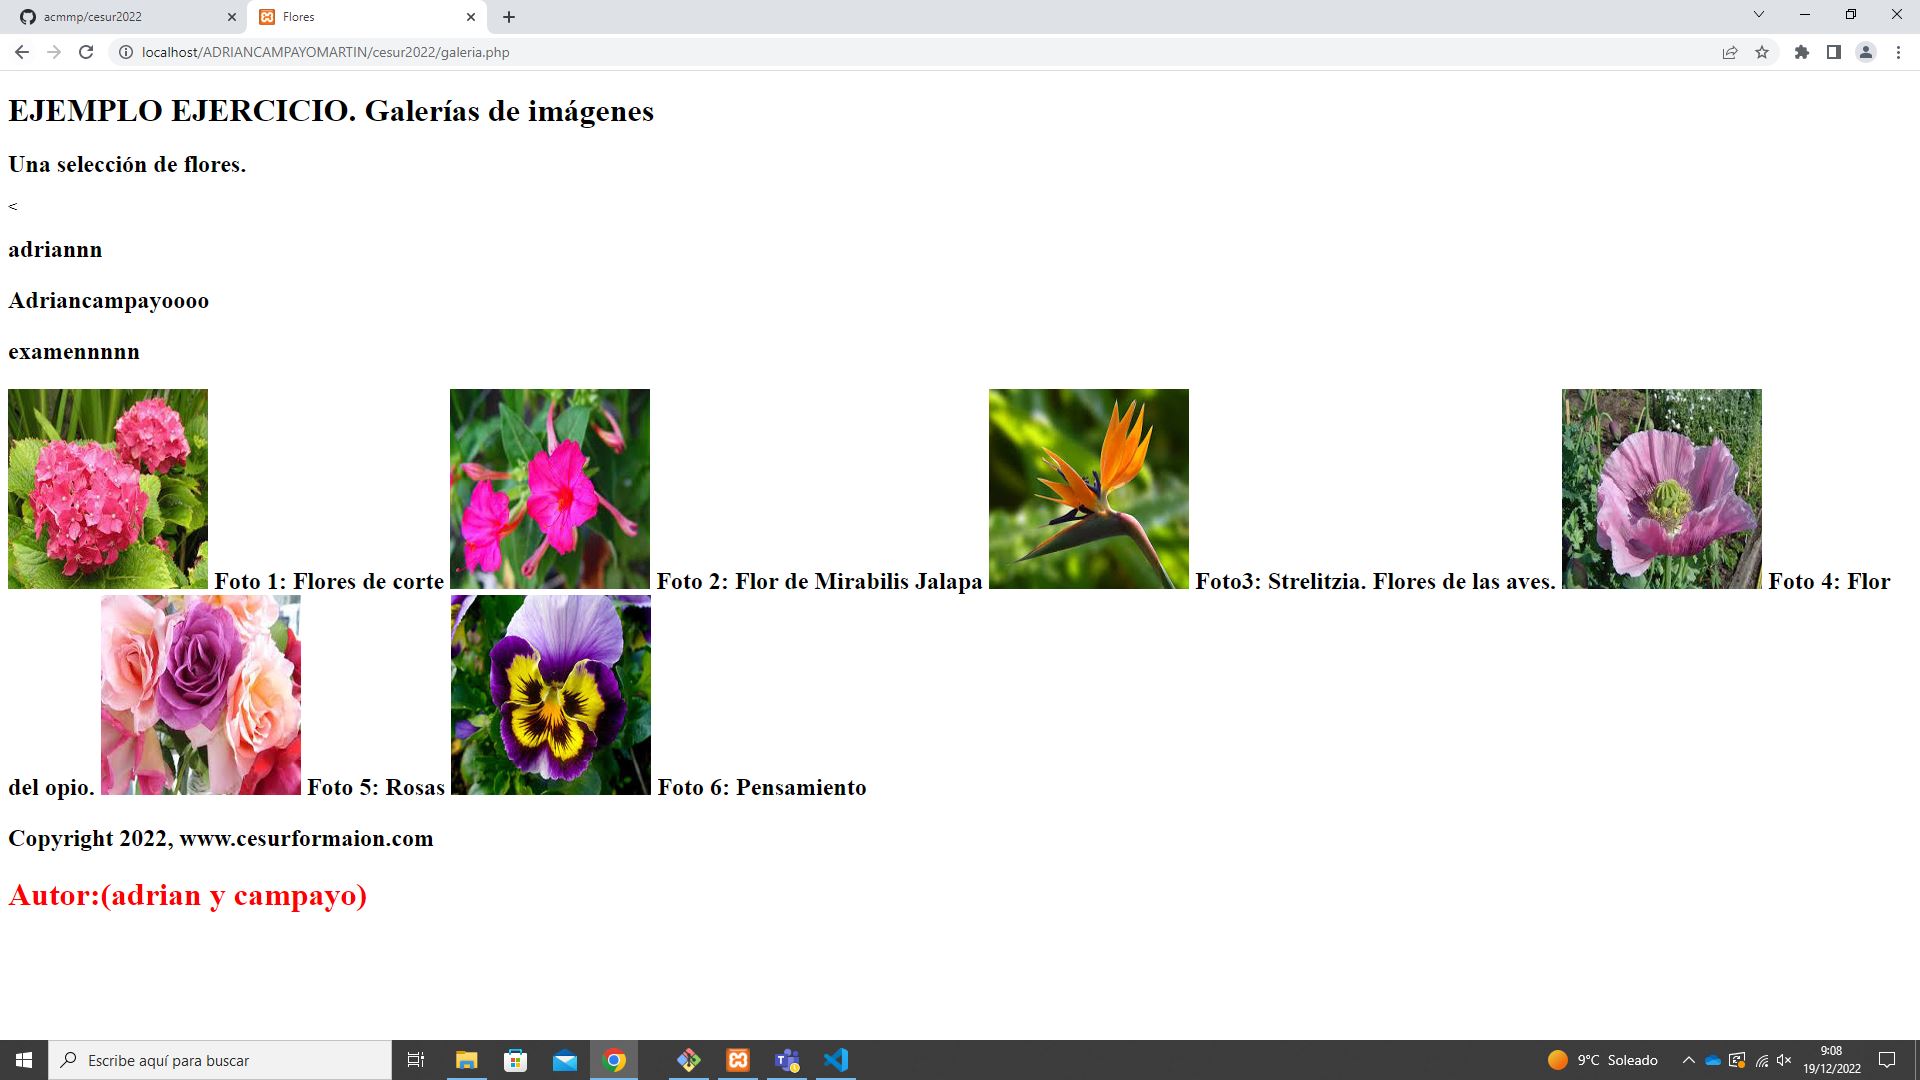 acmmp/cesur2022
Flores
localhost/ADRIANCAMPAYOMARTIN/cesur2022/galeria.php
EJEMPLO EJERCICIO. Galerías de imágenes
Una selección de flores.
<
adriannn
Adriancampayoooo
examennnnn
Foto 1: Flores de corte Foto 2: Flor de Mirabilis Jalapa Foto3: Strelitzia. Flores de las aves. Foto 4: Flor
del opio. Foto 5: Rosas Foto 6: Pensamiento
Copyright 2022, www.cesurformaion.com
Autor:(adrian y campayo)
Escribe aquí para buscar
9°C Soleado
9:08
19/12/2022